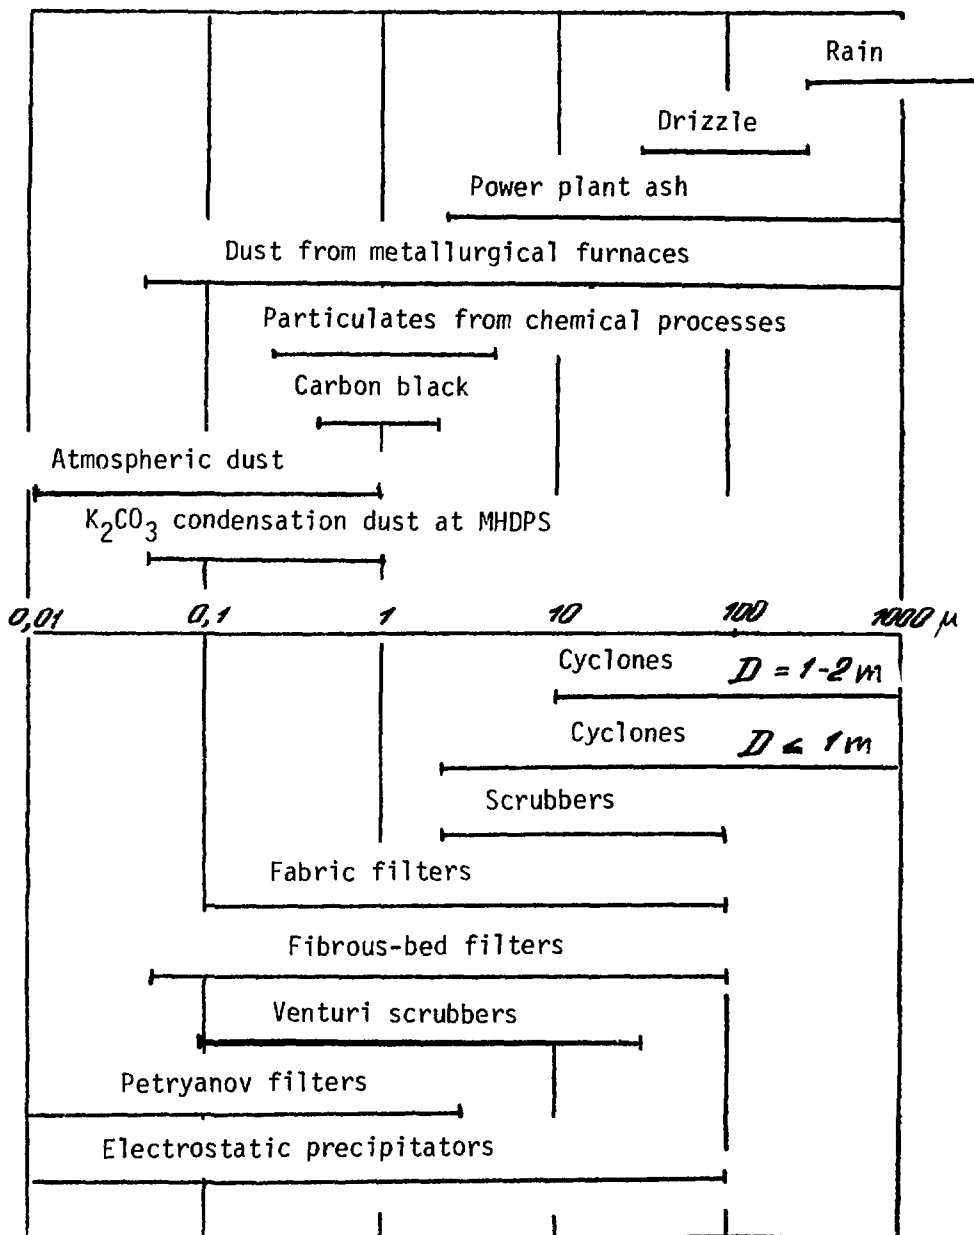 Rain
Drizzle
Power plant ash
Dust from metallurgical furnaces
Particulates from chemical processes
Carbon black
Atmospheric dust
K₂CO₃ condensation dust at MHDPS
0,01 0,1 1 10 100 1000 μ
Cyclones D = 1-2 m
Cyclones D ≤ 1 m
Scrubbers
Fabric filters
Fibrous-bed filters
Venturi scrubbers
Petryanov filters
Electrostatic precipitators